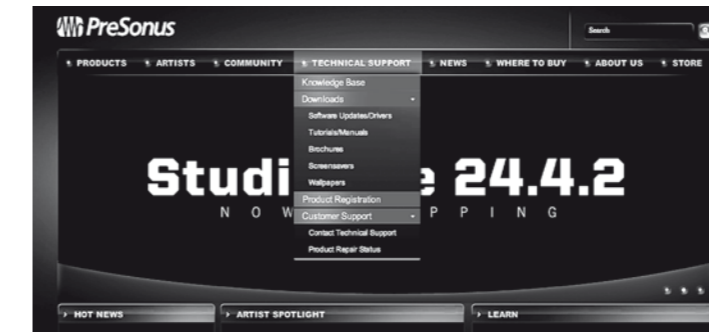 PreSonus
Search
PRODUCTS ARTISTS COMMUNITY TECHNICAL SUPPORT NEWS WHERE TO BUY ABOUT US STORE
Knowledge Base
Downloads
Software Updates/Drivers
Tutorials/Manuals
Brochures
Screensavers
Wallpapers
Studi e 24.4.2
Product Registration
NOW PPING
Customer Support
Contact Technical Support
Product Repair Status
HOT NEWS ARTIST SPOTLIGHT LEARN